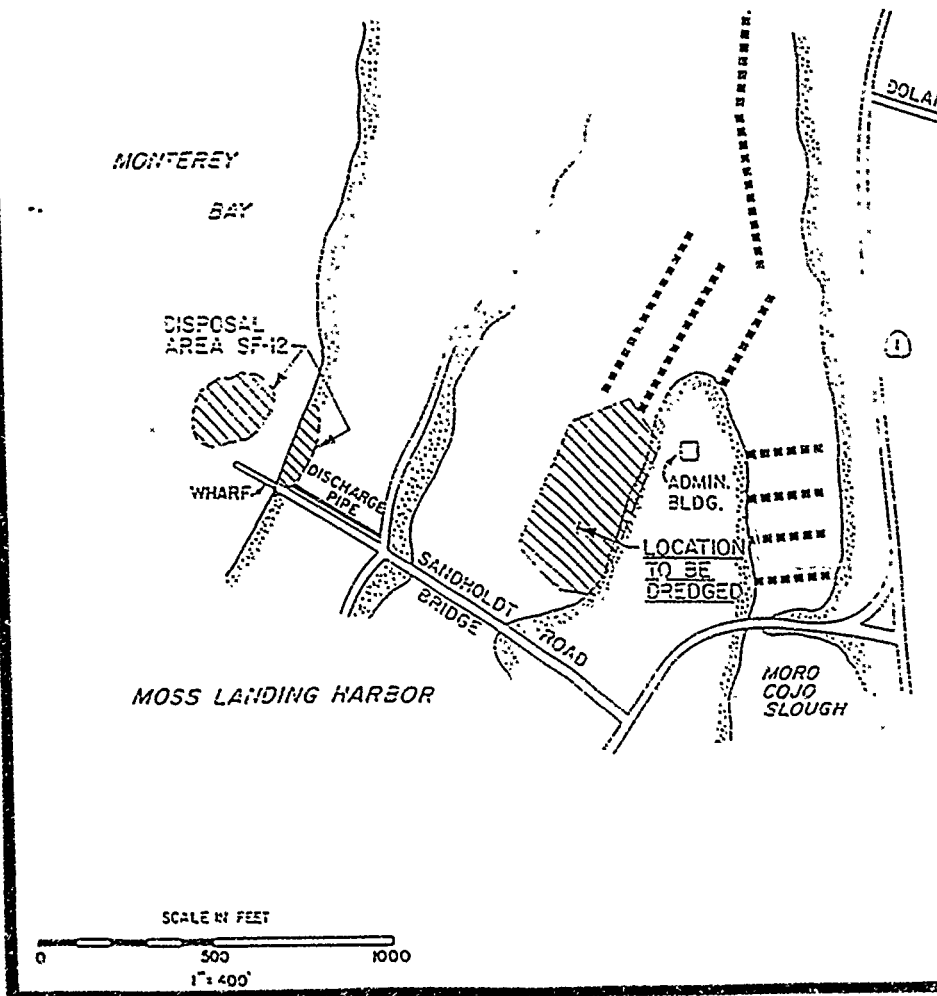 MONTEREY
BAY
DISPOSAL
AREA SF-12
WHARF
DISCHARGE
PIPE
SANDHOLDT
BRIDGE
ROAD
ADMIN.
BLDG.
LOCATION
TO BE
DREDGED
1
MORO
COJO
SLOUGH
MOSS LANDING HARBOR
SCALE IN FEET
0 500 1000
1" = 400'